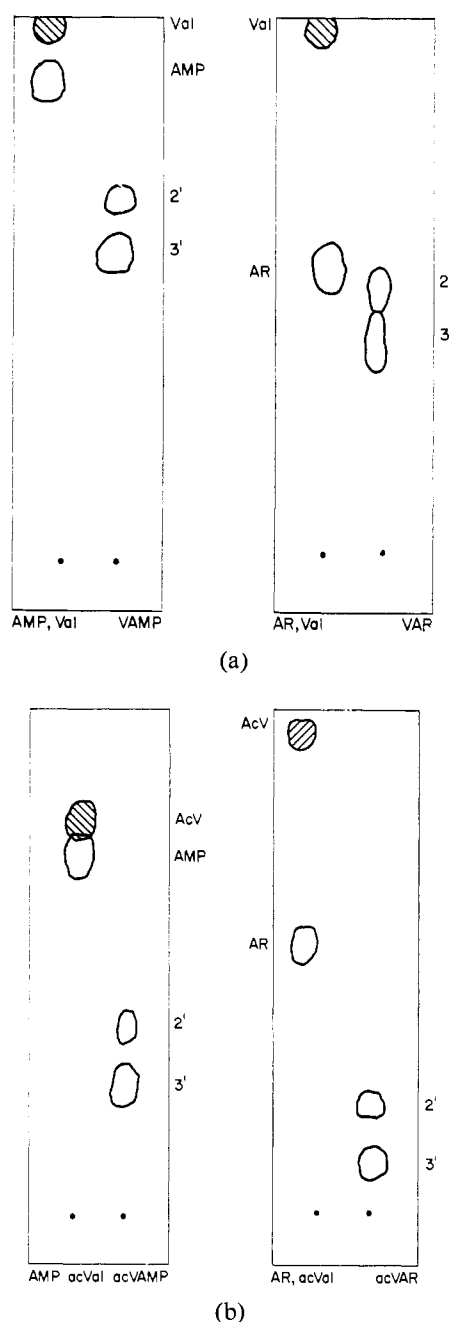 Val
AMP
2'
3'
AMP, Val VAMP
Val
AR
2
3
AR, Val VAR
(a)
AcV
AMP
2'
3'
AMP acVal acVAMP
AcV
AR
2'
3'
AR, acVal acVAR
(b)